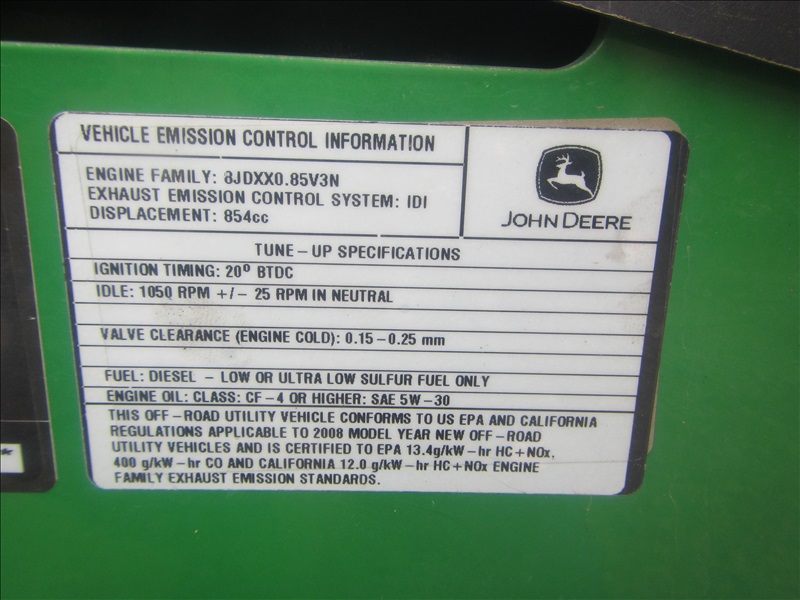 VEHICLE EMISSION CONTROL INFORMATION
ENGINE FAMILY: 8JDXX0.85V3N
EXHAUST EMISSION CONTROL SYSTEM: IDI
DISPLACEMENT: 854cc
JOHN DEERE
TUNE-UP SPECIFICATIONS
IGNITION TIMING: 20º BTDC
IDLE: 1050 RPM +/- 25 RPM IN NEUTRAL
VALVE CLEARANCE (ENGINE COLD): 0.15-0.25 mm
FUEL: DIESEL - LOW OR ULTRA LOW SULFUR FUEL ONLY
ENGINE OIL: CLASS: CF-4 OR HIGHER: SAE 5W-30
THIS OFF-ROAD UTILITY VEHICLE CONFORMS TO US EPA AND CALIFORNIA
REGULATIONS APPLICABLE TO 2008 MODEL YEAR NEW OFF-ROAD
UTILITY VEHICLES AND IS CERTIFIED TO EPA 13.4g/kW-hr HC+NOx,
400 g/kW-hr CO AND CALIFORNIA 12.0 g/kW-hr HC+NOx ENGINE
FAMILY EXHAUST EMISSION STANDARDS.